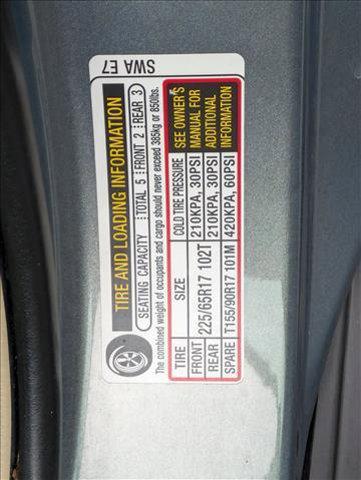 SWA E7
TIRE AND LOADING INFORMATION
SEATING CAPACITY TOTAL 5 FRONT 2 REAR 3
The combined weight of occupants and cargo should never exceed 385kg or 850lbs.
TIRE SIZE COLD TIRE PRESSURE SEE OWNER'S MANUAL FOR ADDITIONAL INFORMATION
FRONT 225/65R17 102T 210KPA, 30PSI
REAR 210KPA, 30PSI
SPARE T155/90R17 101M 420KPA, 60PSI